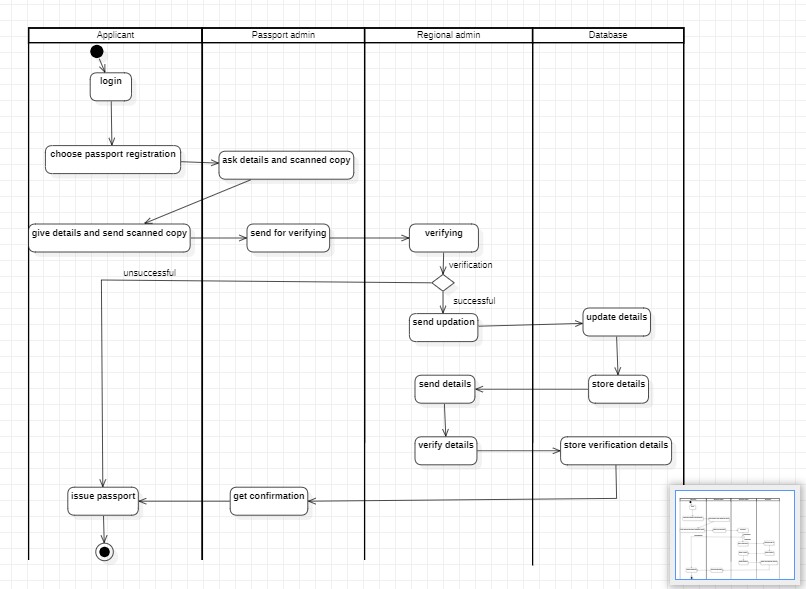 Applicant
Passport admin
Regional admin
Database
login
choose passport registration
ask details and scanned copy
give details and send scanned copy
send for verifying
verifying
verification
unsuccessful
successful
send updation
update details
send details
store details
verify details
store verification details
issue passport
get confirmation